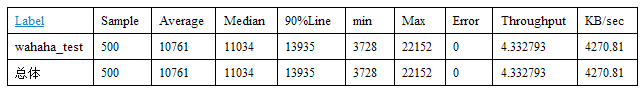 Label Sample Average Median 90%Line min Max Error Throughput KB/sec
wahaha_test 500 10761 11034 13935 3728 22152 0 4.332793 4270.81
总体 500 10761 11034 13935 3728 22152 0 4.332793 4270.81